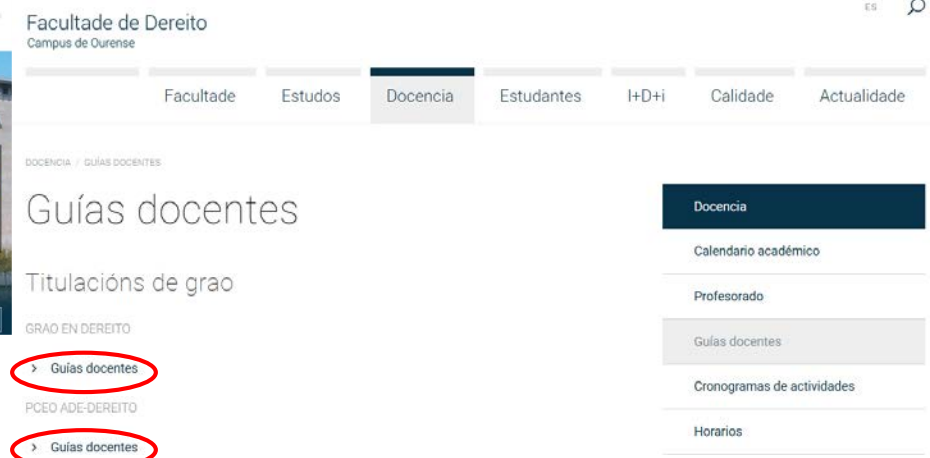 ES
Facultade de Dereito
Campus de Ourense
Facultade Estudos Docencia Estudantes I+D+i Calidade Actualidade
DOCENCIA / GUÍAS DOCENTES
Guías docentes
Titulacións de grao
GRAO EN DEREITO
> Guías docentes
PCEO ADE-DEREITO
> Guías docentes
Docencia
Calendario académico
Profesorado
Guías docentes
Cronogramas de actividades
Horarios